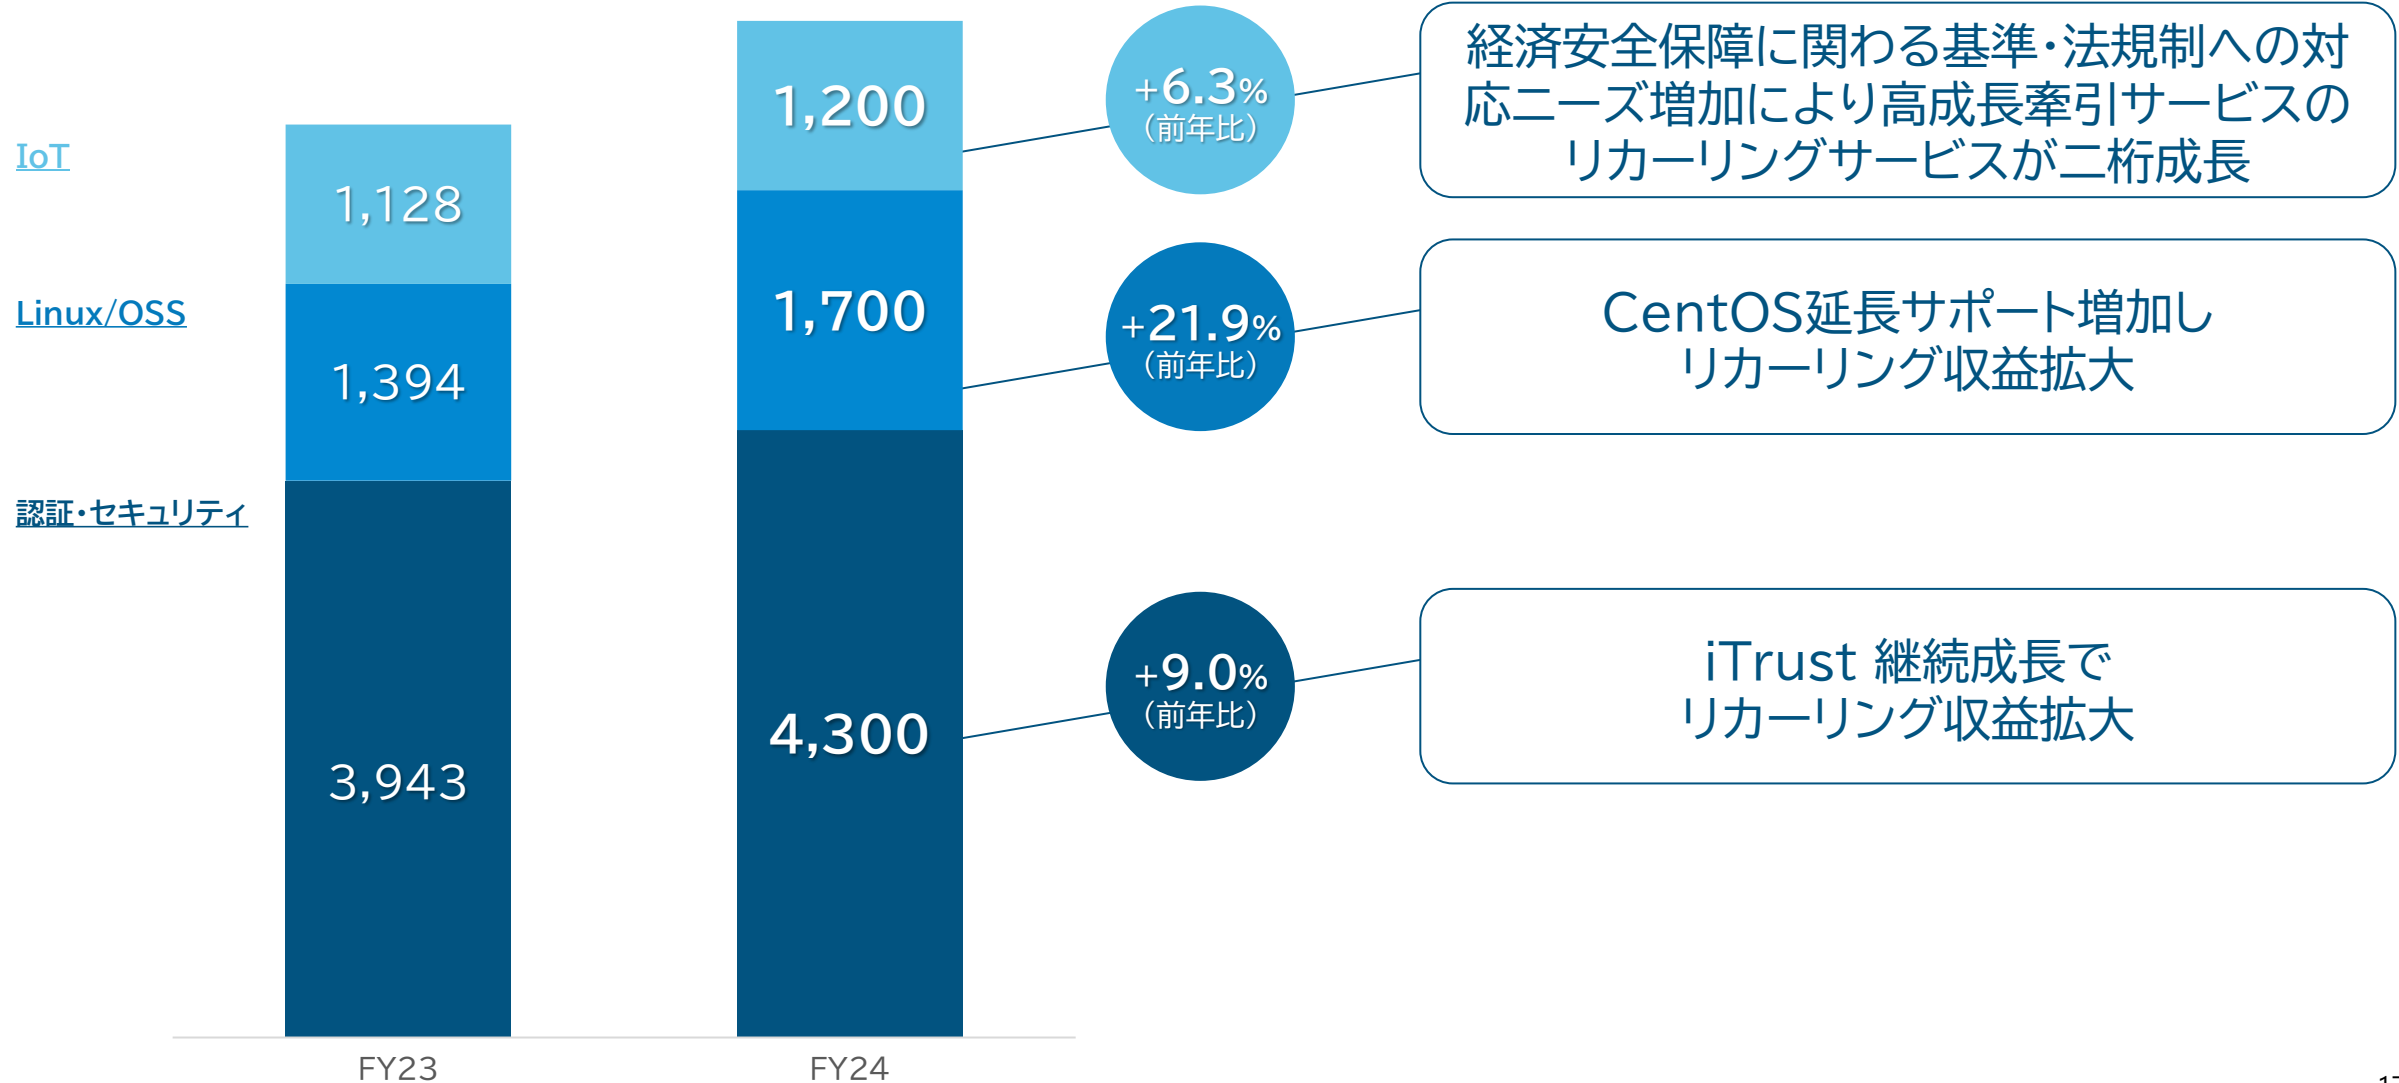 IoT
Linux/OSS
認証・セキュリティ
1,128
1,394
3,943
FY23
1,200
1,700
4,300
FY24
+6.3%
（前年比）
+21.9%
（前年比）
+9.0%
（前年比）
経済安全保障に関わる基準・法規制への対
応ニーズ増加により高成長牽引サービスの
リカーリングサービスが二桁成長
CentOS延長サポート増加し
リカーリング収益拡大
iTrust 継続成長で
リカーリング収益拡大